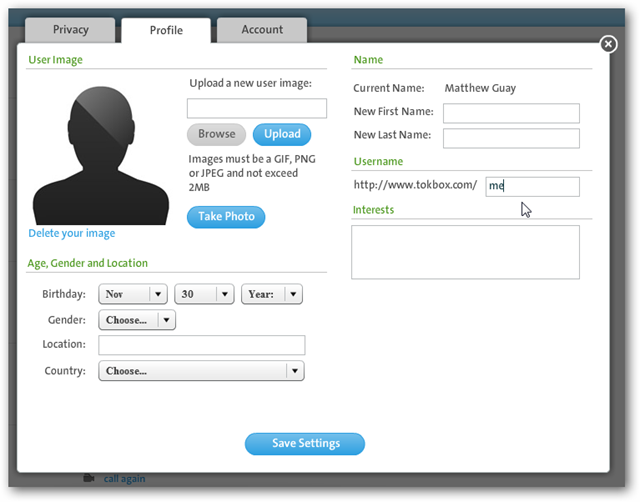 Privacy
Profile
Account
User Image
Upload a new user image:
Browse
Upload
Images must be a GIF, PNG
or JPEG and not exceed
2MB
Take Photo
Delete your image
Age, Gender and Location
Birthday: Nov 30 Year:
Gender: Choose...
Location:
Country: Choose...
Name
Current Name: Matthew Guay
New First Name:
New Last Name:
Username
http://www.tokbox.com/ me
Interests
Save Settings
call again